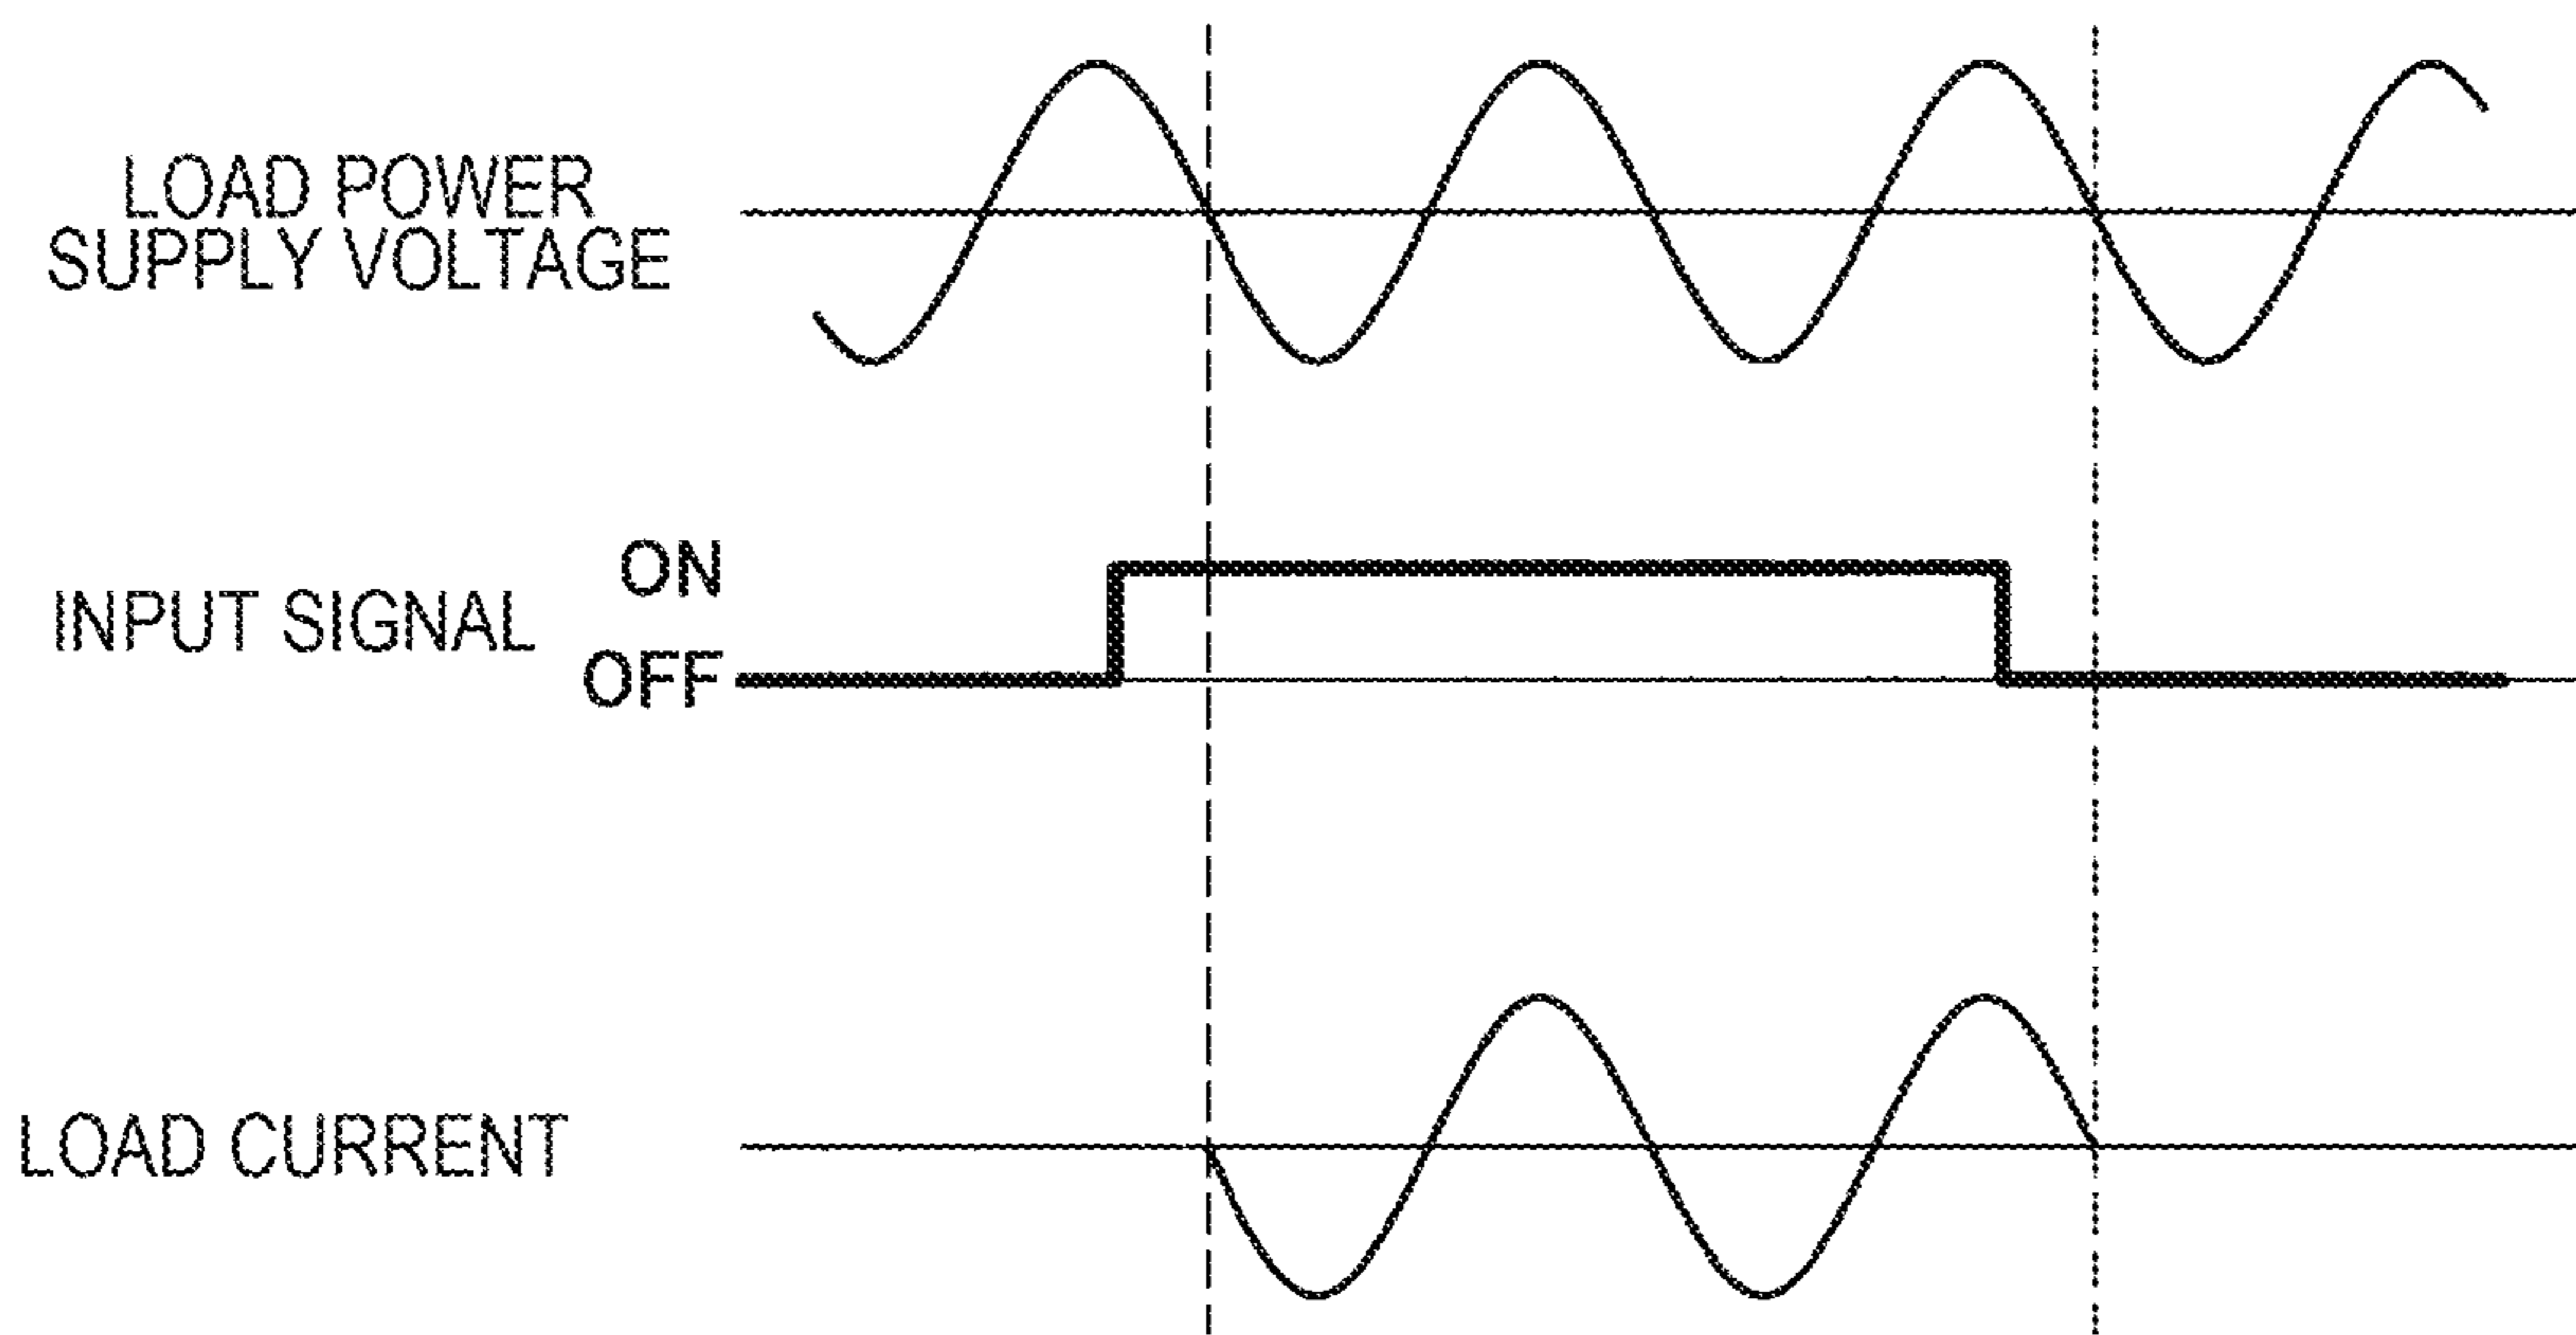 LOAD POWER
SUPPLY VOLTAGE
ON
INPUT SIGNAL
OFF
LOAD CURRENT